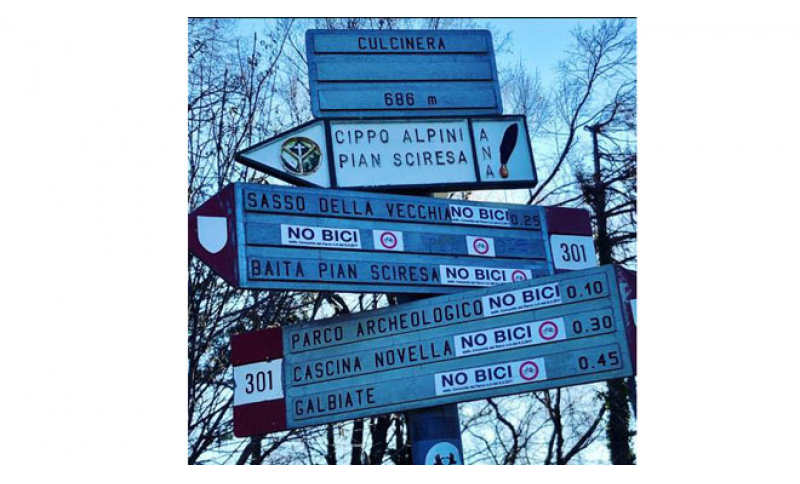 CULCINERA
686 m
CIPPO ALPINI
PIAN SCIRESA
ANA
SASSO DELLA VECCHIA NO BICI 0.25
NO BICI
301
BAITA PIAN SCIRESA NO BICI
PARCO ARCHEOLOGICO NO BICI 0.10
CASCINA NOVELLA NO BICI 0.30
301
GALBIATE NO BICI 0.45